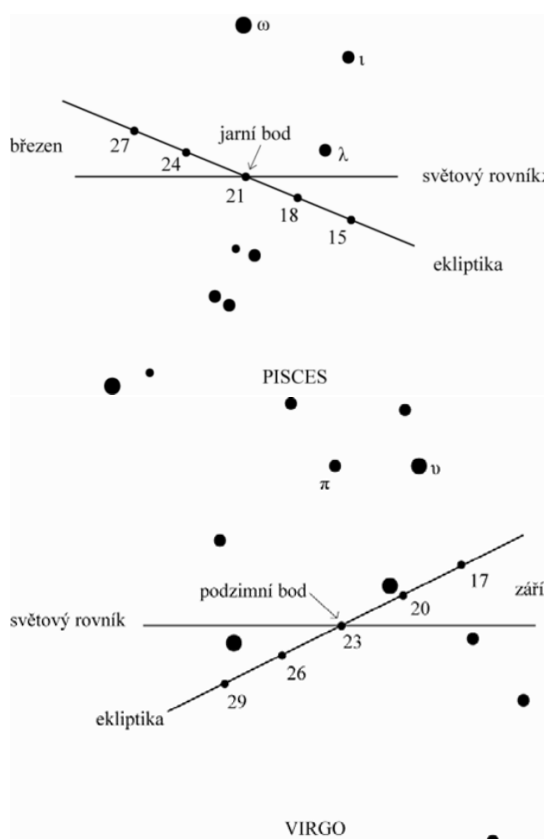 ω
ι
jarní bod
březen
27
24
λ
21
světový rovník
18
15
ekliptika
PISCES
π
υ
17
podzimní bod
září
20
světový rovník
23
26
29
ekliptika
VIRGO